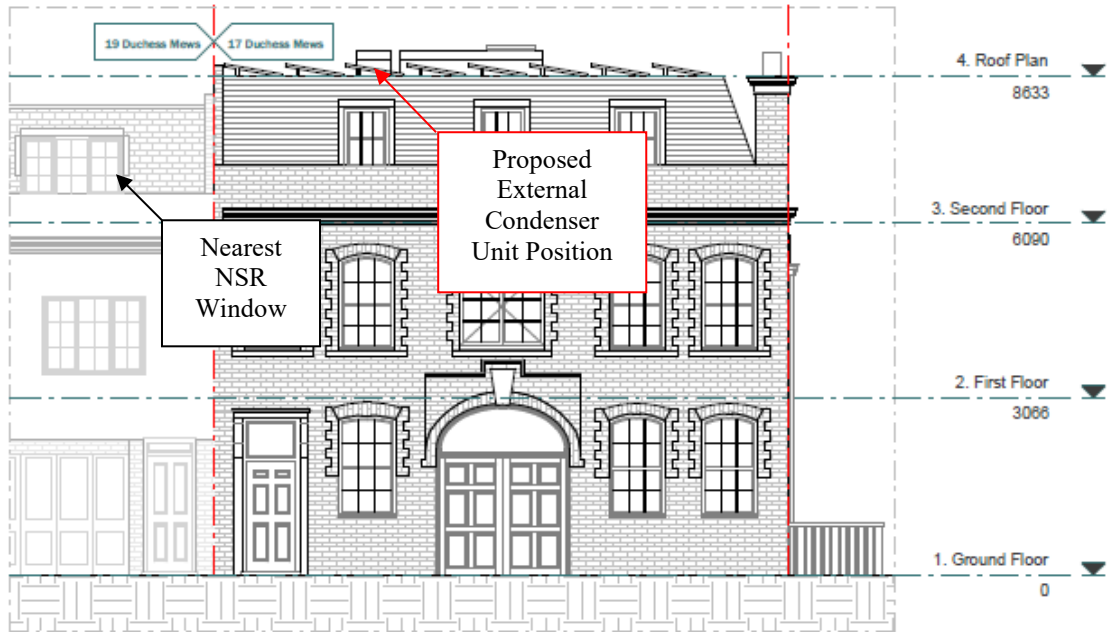 19 Duchess Mews
17 Duchess Mews
4. Roof Plan
8633
Proposed
External
Condenser
Unit Position
3. Second Floor
6090
Nearest
NSR
Window
2. First Floor
3066
1. Ground Floor
0